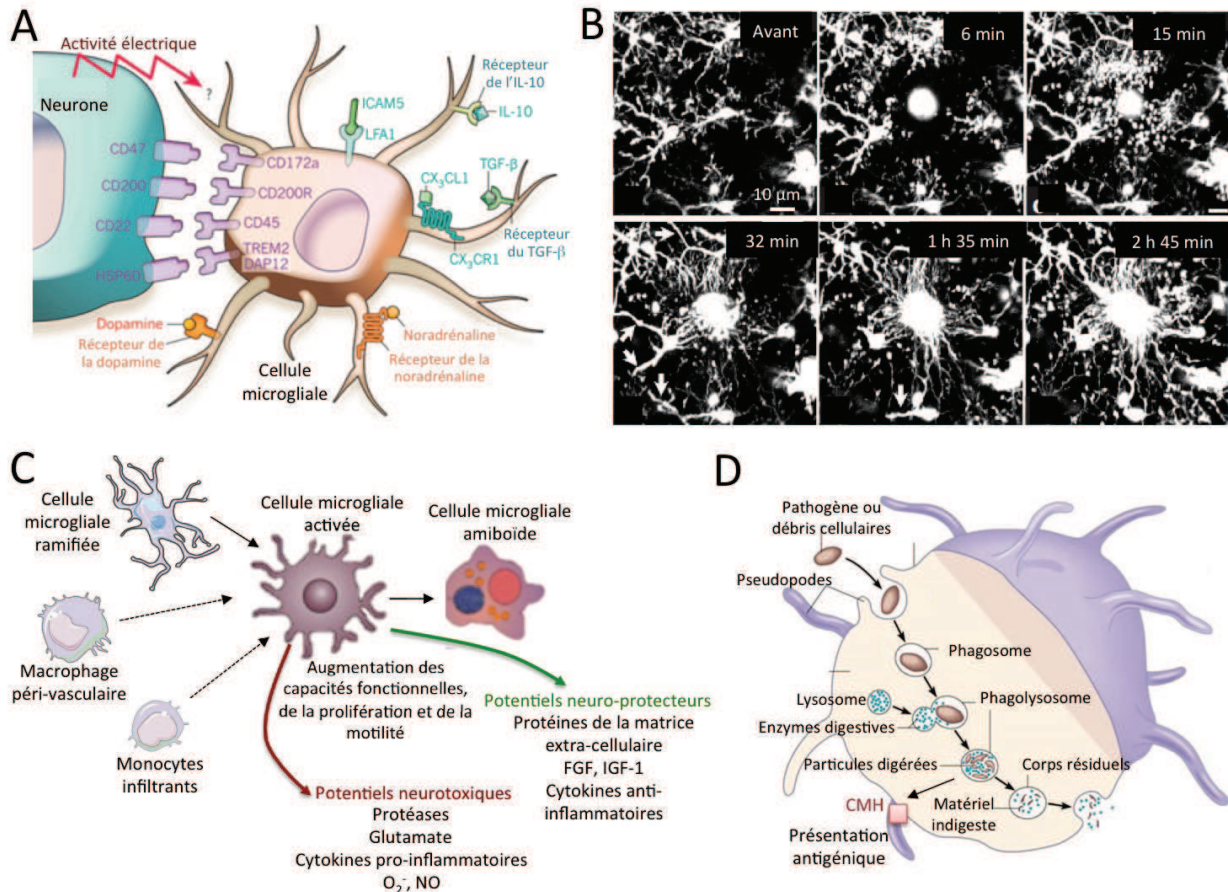 A
Activité électrique
Neurone
?
Récepteur
de l'IL-10
ICAM5
IL-10
LFA1
CD47
CD172a
CD200
CD200R
CX3CL1
TGF-β
CD22
CD45
Récepteur
du TGF-β
HSP60
TREM2
DAP12
CX3CR1
Dopamine
Récepteur de
la dopamine
Noradrénaline
Récepteur de la
noradrénaline
Cellule
microgliale
B
Avant
6 min
15 min
10 µm
32 min
1 h 35 min
2 h 45 min
C
Cellule
microgliale
ramifiée
Cellule microgliale
activée
Cellule microgliale
amiboïde
Macrophage
péri-vasculaire
Monocytes
infiltrants
Augmentation des
capacités fonctionnelles,
de la prolifération et de la
motilité
Potentiels neuro-protecteurs
Protéines de la matrice
extra-cellulaire
FGF, IGF-1
Cytokines anti-
inflammatoires
Potentiels neurotoxiques
Protéases
Glutamate
Cytokines pro-inflammatoires
O2-, NO
D
Pathogène ou
débris cellulaires
Pseudopodes
Phagosome
Lysosome
Phagolysosome
Enzymes digestives
Particules digérées
Corps résiduels
CMH
Matériel
indigeste
Présentation
antigénique